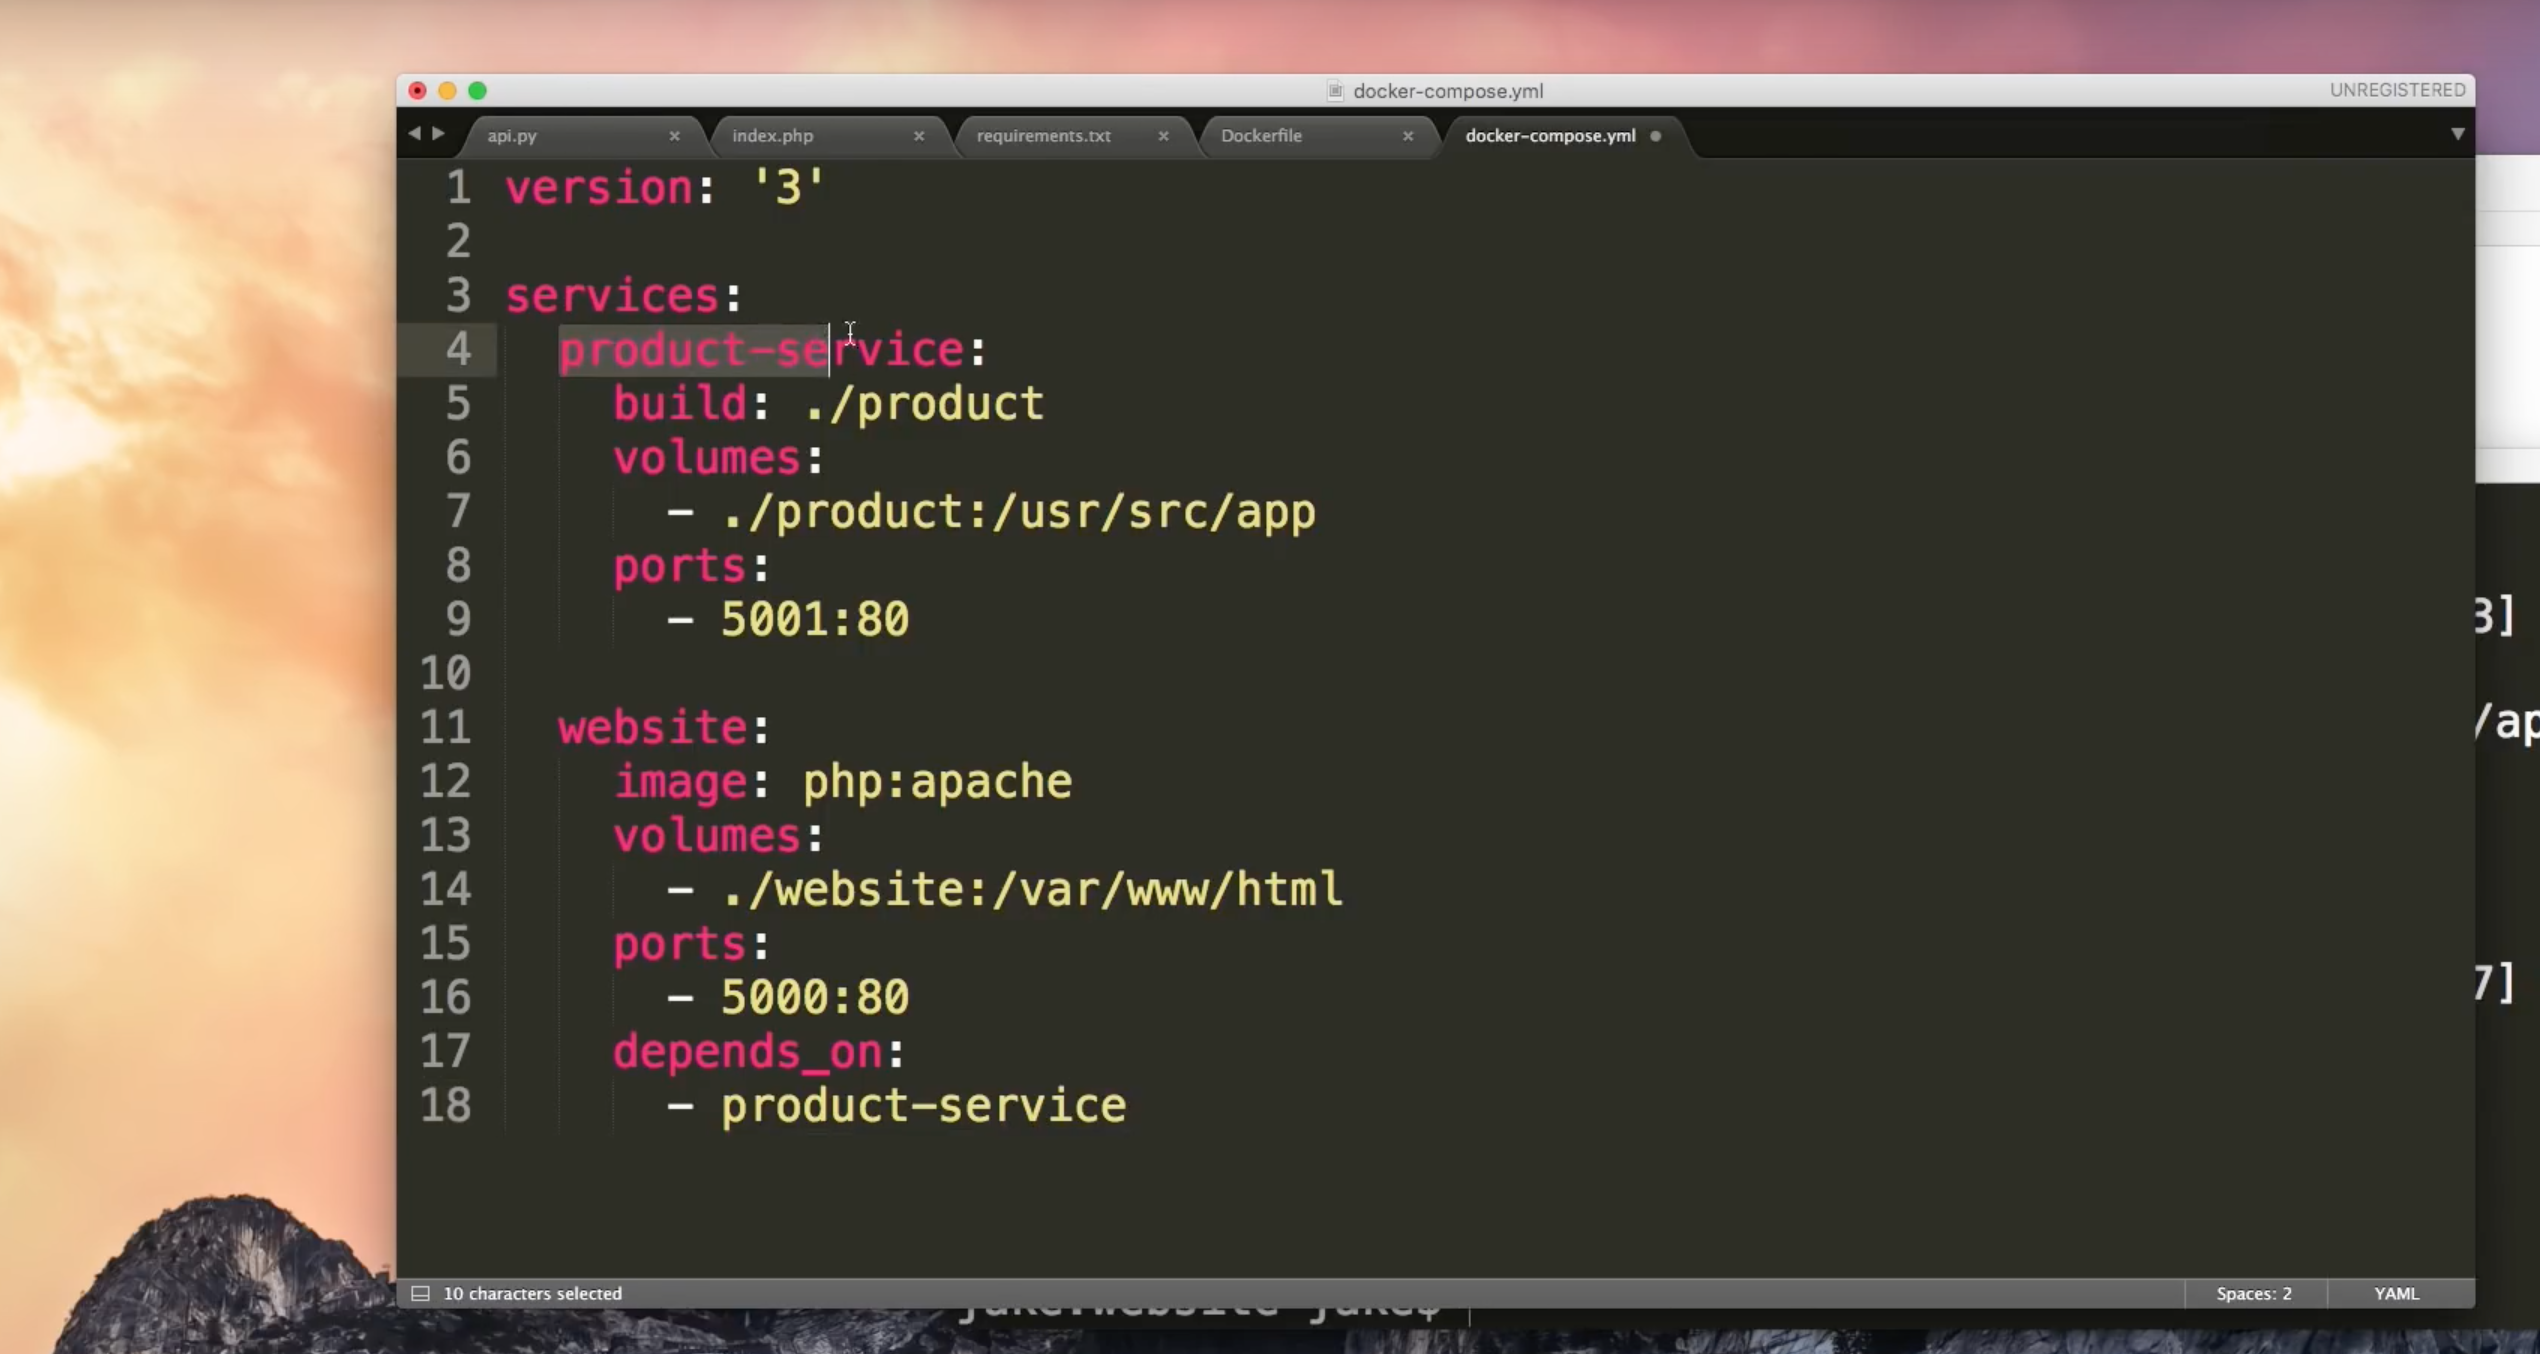 docker-compose.yml
UNREGISTERED
api.py
index.php
requirements.txt
Dockerfile
docker-compose.yml
1 version: '3'
2
3 services:
4 product-service:
5 build: ./product
6 volumes:
7 - ./product:/usr/src/app
8 ports:
9 - 5001:80
10
11 website:
12 image: php:apache
13 volumes:
14 - ./website:/var/www/html
15 ports:
16 - 5000:80
17 depends_on:
18 - product-service
3]
/ap
7]
10 characters selected
Spaces: 2
YAML